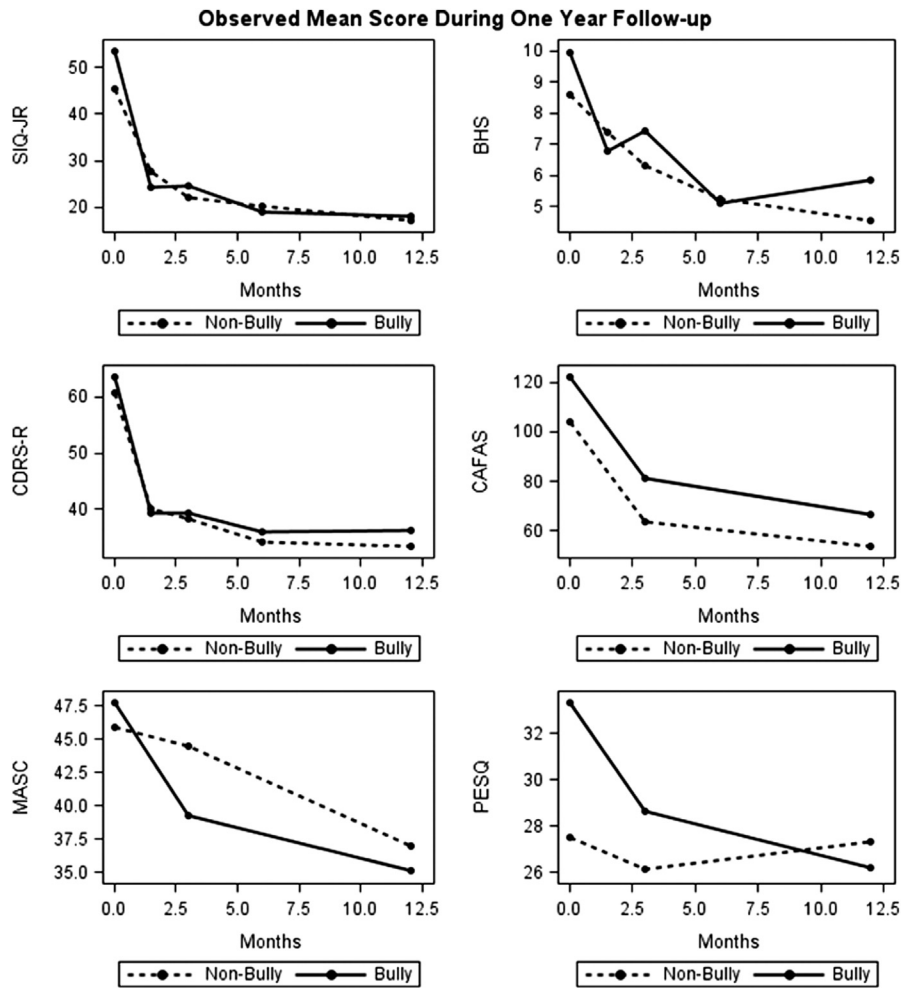 Observed Mean Score During One Year Follow-up
SIQ-JR
50
40
30
20
0.0 2.5 5.0 7.5 10.0 12.5
Months
Non-Bully Bully
BHS
10
9
8
7
6
5
0.0 2.5 5.0 7.5 10.0 12.5
Months
Non-Bully Bully
CDRS-R
60
50
40
0.0 2.5 5.0 7.5 10.0 12.5
Months
Non-Bully Bully
CAFAS
120
100
80
60
0.0 2.5 5.0 7.5 10.0 12.5
Months
Non-Bully Bully
MASC
47.5
45.0
42.5
40.0
37.5
35.0
0.0 2.5 5.0 7.5 10.0 12.5
Months
Non-Bully Bully
PESQ
32
30
28
26
0.0 2.5 5.0 7.5 10.0 12.5
Months
Non-Bully Bully